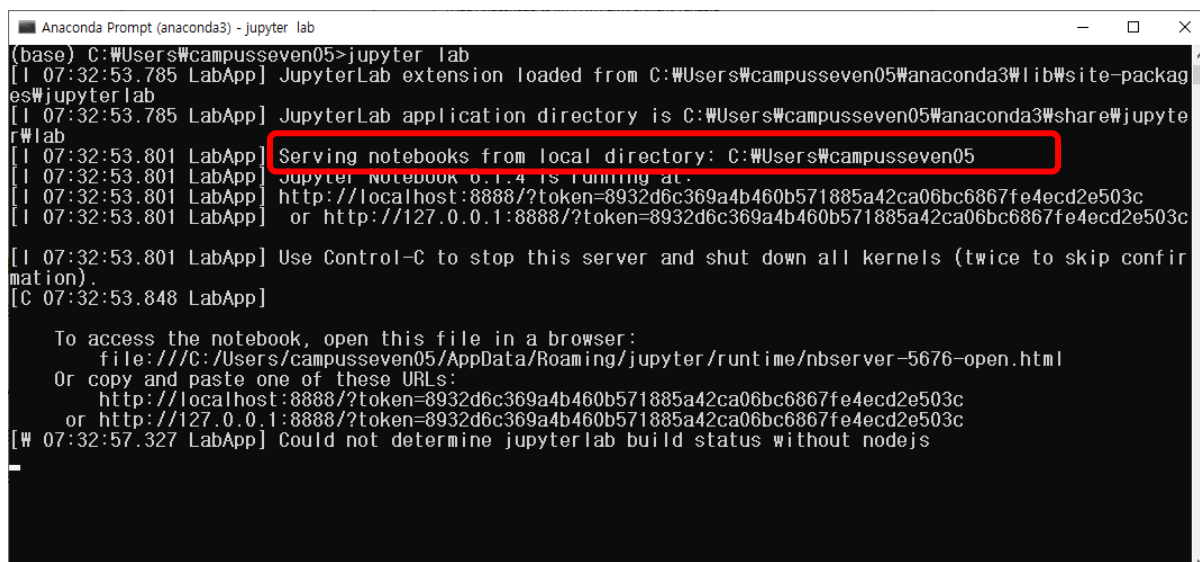 Anaconda Prompt (anaconda3) - jupyter lab
(base) C:₩Users₩campusseven05>jupyter lab
[I 07:32:53.785 LabApp] JupyterLab extension loaded from C:₩Users₩campusseven05₩anaconda3₩lib₩site-packag
es₩jupyterlab
[I 07:32:53.785 LabApp] JupyterLab application directory is C:₩Users₩campusseven05₩anaconda3₩share₩jupyte
r₩lab
[I 07:32:53.801 LabApp] Serving notebooks from local directory: C:₩Users₩campusseven05
[I 07:32:53.801 LabApp] Jupyter Notebook 6.1.4 is running at:
[I 07:32:53.801 LabApp] http://localhost:8888/?token=8932d6c369a4b460b571885a42ca06bc6867fe4ecd2e503c
[I 07:32:53.801 LabApp]  or http://127.0.0.1:8888/?token=8932d6c369a4b460b571885a42ca06bc6867fe4ecd2e503c
[I 07:32:53.801 LabApp] Use Control-C to stop this server and shut down all kernels (twice to skip confir
mation).
[C 07:32:53.848 LabApp]
To access the notebook, open this file in a browser:
file:///C:/Users/campusseven05/AppData/Roaming/jupyter/runtime/nbserver-5676-open.html
Or copy and paste one of these URLs:
http://localhost:8888/?token=8932d6c369a4b460b571885a42ca06bc6867fe4ecd2e503c
or http://127.0.0.1:8888/?token=8932d6c369a4b460b571885a42ca06bc6867fe4ecd2e503c
[W 07:32:57.327 LabApp] Could not determine jupyterlab build status without nodejs